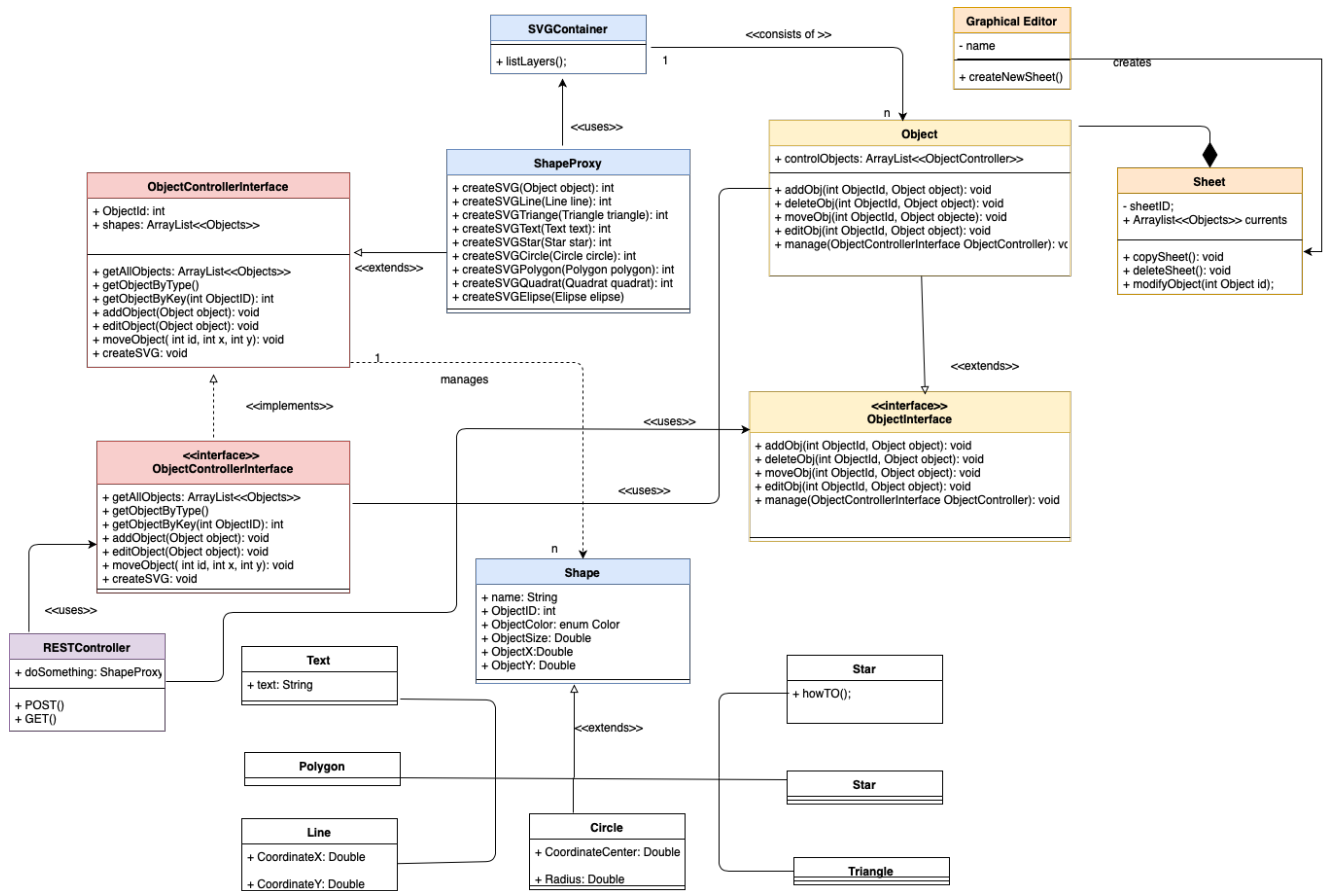 SVGContainer
+ listLayers();
<<consists of >>
1
n
Graphical Editor
- name
+ createNewSheet()
creates
<<uses>>
Object
+ controlObjects: ArrayList<<ObjectController>>
+ addObj(int ObjectId, Object object): void
+ deleteObj(int ObjectId, Object object): void
+ moveObj(int ObjectId, Object objecte): void
+ editObj(int ObjectId, Object object): void
+ manage(ObjectControllerInterface ObjectController): vo
Sheet
- sheetID;
+ Arraylist<<Objects>> currents
+ copySheet(): void
+ deleteSheet(): void
+ modifyObject(int Object id);
ShapeProxy
+ createSVG(Object object): int
+ createSVGLine(Line line): int
+ createSVGTriange(Triangle triangle): int
+ createSVGText(Text text): int
+ createSVGStar(Star star): int
+ createSVGCircle(Circle circle): int
+ createSVGPolygon(Polygon polygon): int
+ createSVGQuadrat(Quadrat quadrat): int
+ createSVGElipse(Elipse elipse)
ObjectControllerInterface
+ ObjectId: int
+ shapes: ArrayList<<Objects>>
+ getAllObjects: ArrayList<<Objects>>
+ getObjectByType()
+ getObjectByKey(int ObjectID): int
+ addObject(Object object): void
+ editObject(Object object): void
+ moveObject( int id, int x, int y): void
+ createSVG: void
<<extends>>
1
manages
<<implements>>
<<extends>>
<<interface>>
ObjectInterface
+ addObj(int ObjectId, Object object): void
+ deleteObj(int ObjectId, Object object): void
+ moveObj(int ObjectId, Object object): void
+ editObj(int ObjectId, Object object): void
+ manage(ObjectControllerInterface ObjectController): void
<<uses>>
<<uses>>
<<interface>>
ObjectControllerInterface
+ getAllObjects: ArrayList<<Objects>>
+ getObjectByType()
+ getObjectByKey(int ObjectID): int
+ addObject(Object object): void
+ editObject(Object object): void
+ moveObject( int id, int x, int y): void
+ createSVG: void
n
<<uses>>
Shape
+ name: String
+ ObjectID: int
+ ObjectColor: enum Color
+ ObjectSize: Double
+ ObjectX:Double
+ ObjectY: Double
RESTController
+ doSomething: ShapeProxy
+ POST()
+ GET()
Text
+ text: String
<<extends>>
Star
+ howTO();
Polygon
Star
Line
+ CoordinateX: Double
+ CoordinateY: Double
Circle
+ CoordinateCenter: Double
+ Radius: Double
Triangle